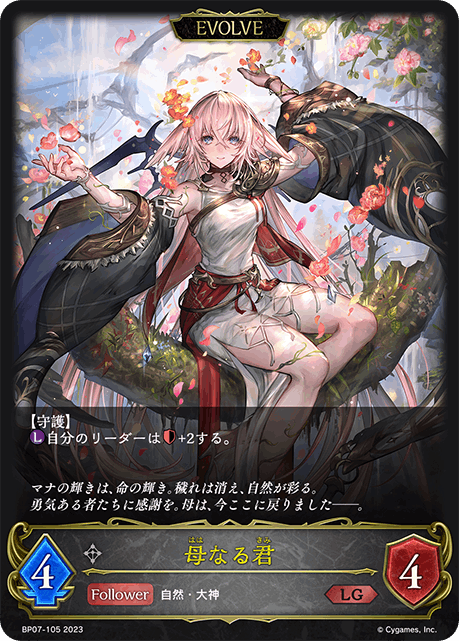 EVOLVE
【守護】
L 自分のリーダーは+2する。
マナの輝きは、命の輝き。穢れは消え、自然が彩る。
勇気ある者たちに感謝を。母は、今ここに戻りました――。
はは きみ
母なる君
4
Follower 自然・大神 LG
4
BP07-105 2023
© Cygames, Inc.